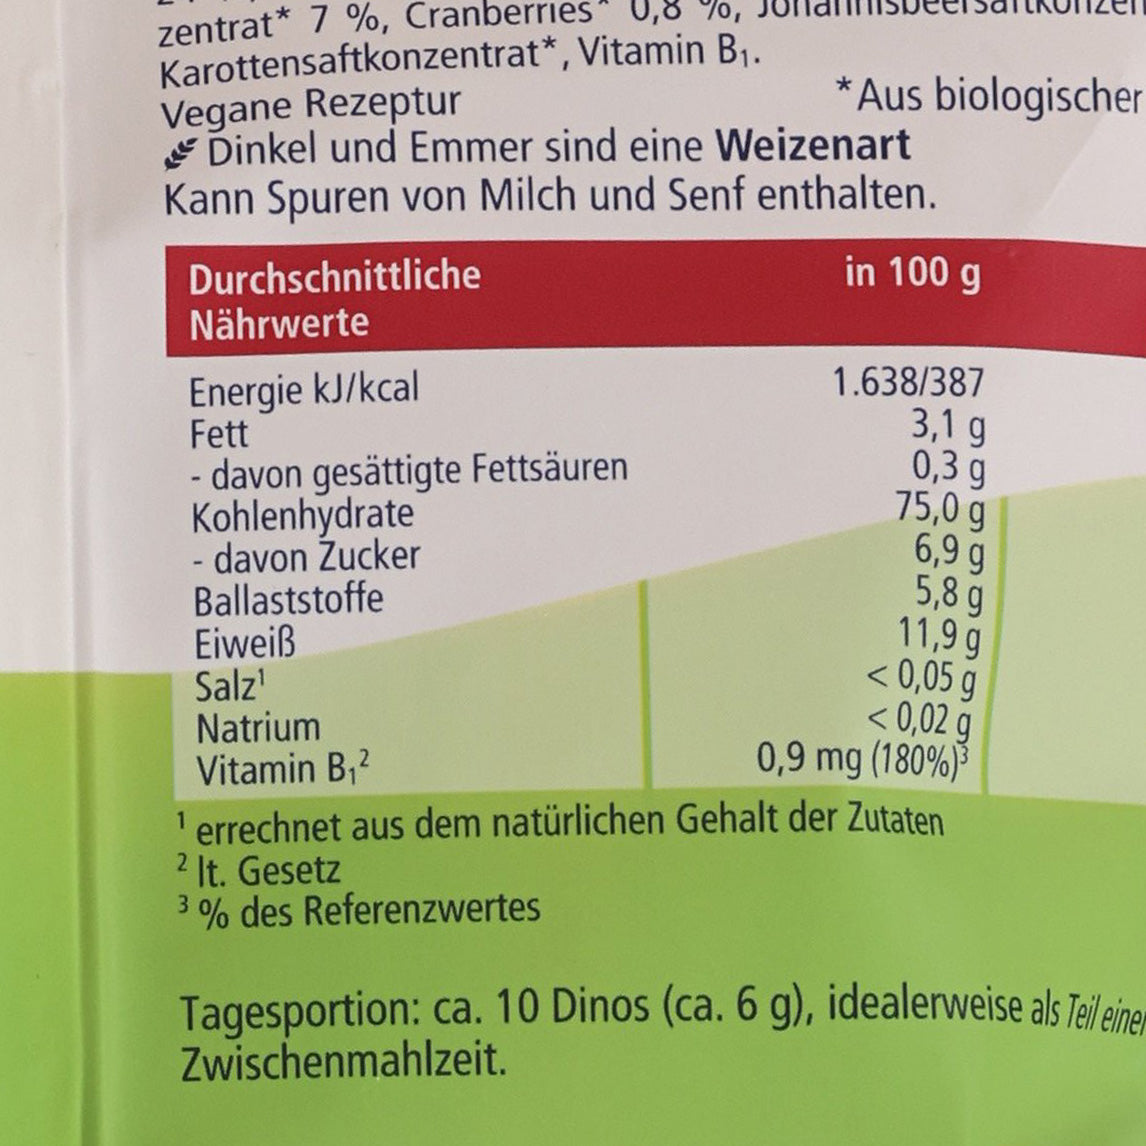 zentrat* 7 %, Cranberries* 0,8 %,
Karottensaftkonzentrat*, Vitamin B₁.
Vegane Rezeptur
*Aus biologischer
Dinkel und Emmer sind eine Weizenart
Kann Spuren von Milch und Senf enthalten.
Durchschnittliche in 100 g
Nährwerte
Energie kJ/kcal 1.638/387
Fett 3,1 g
- davon gesättigte Fettsäuren 0,3 g
Kohlenhydrate 75,0 g
- davon Zucker 6,9 g
Ballaststoffe 5,8 g
Eiweiß 11,9 g
Salz¹ < 0,05 g
Natrium < 0,02 g
Vitamin B₁² 0,9 mg (180%)³
¹ errechnet aus dem natürlichen Gehalt der Zutaten
² lt. Gesetz
³ % des Referenzwertes
Tagesportion: ca. 10 Dinos (ca. 6 g), idealerweise als Teil einer
Zwischenmahlzeit.